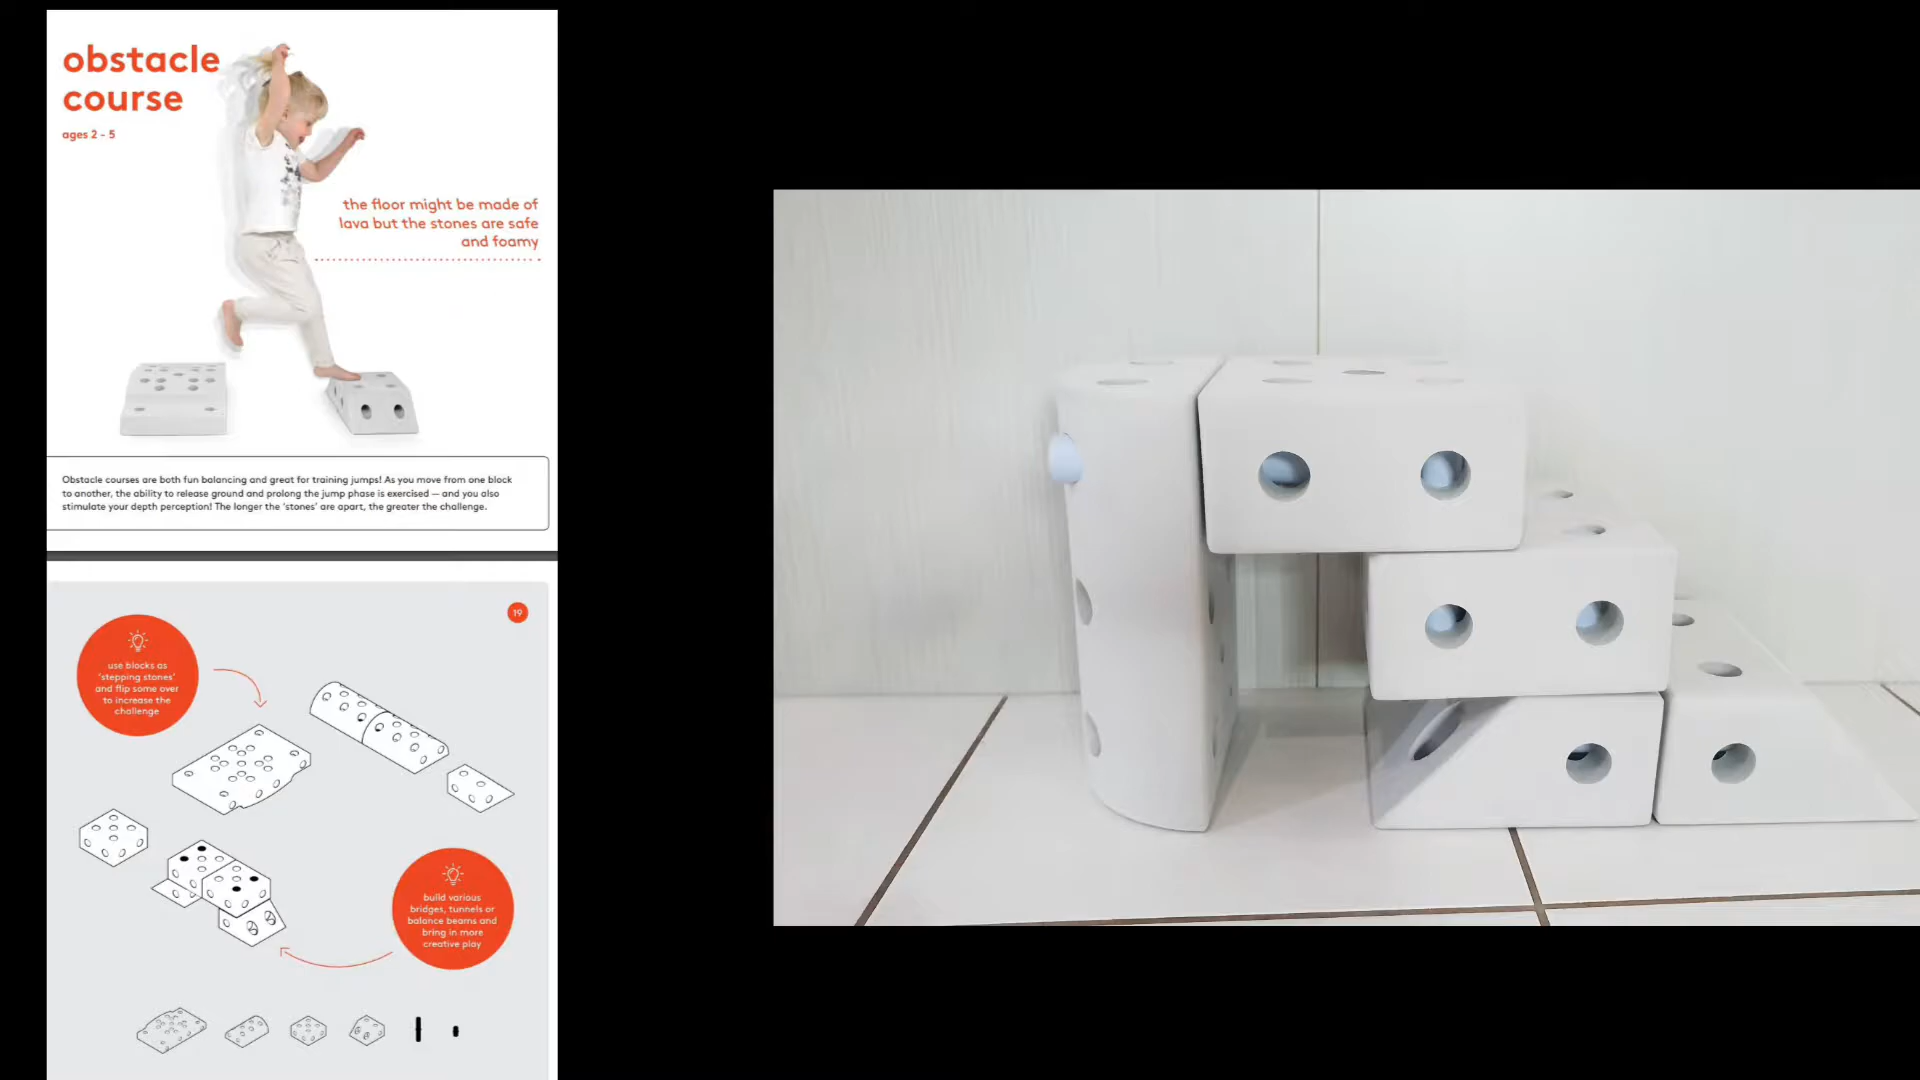 obstacle
course
ages 2 - 5
the floor might be made of
lava but the stones are safe
and foamy
Obstacle courses are both fun balancing and great for training jumps! As you move from one block
to another, the ability to release ground and prolong the jump phase is exercised — and you also
stimulate your depth perception! The longer the 'stones' are apart, the greater the challenge.
19
use blocks as
'stepping stones'
and flip some over
to increase the
challenge
build various
bridges, tunnels or
balance beams and
bring in more
creative play